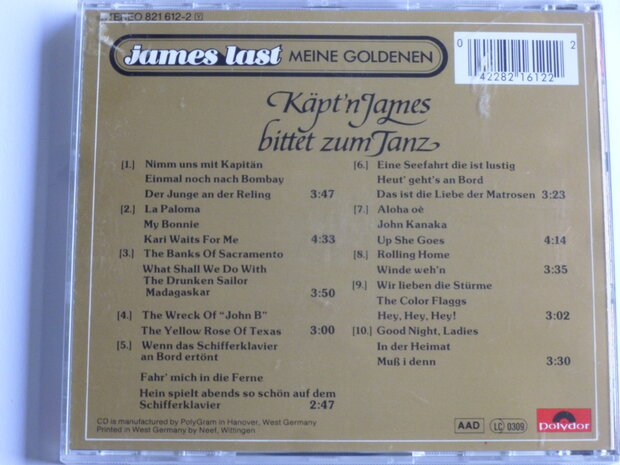 STEREO 821 612-2 Y
james last MEINE GOLDENEN
0 42282 16122 2
Käpt'n James
bittet zum Tanz
[1.] Nimm uns mit Kapitän
Einmal noch nach Bombay
Der Junge an der Reling 3:47
[2.] La Paloma
My Bonnie
Kari Waits For Me 4:33
[3.] The Banks Of Sacramento
What Shall We Do With
The Drunken Sailor
Madagaskar 3:50
[4.] The Wreck Of "John B"
The Yellow Rose Of Texas 3:00
[5.] Wenn das Schifferklavier
an Bord ertönt
Fahr' mich in die Ferne
Hein spielt abends so schön auf dem
Schifferklavier 2:47
[6.] Eine Seefahrt die ist lustig
Heut' geht's an Bord
Das ist die Liebe der Matrosen 3:23
[7.] Aloha oè
John Kanaka
Up She Goes 4:14
[8.] Rolling Home
Winde weh'n 3:35
[9.] Wir lieben die Stürme
The Color Flaggs
Hey, Hey, Hey! 3:02
[10.] Good Night, Ladies
In der Heimat
Muß i denn 3:30
CD is manufactured by PolyGram in Hanover, West Germany
Printed in West Germany by Neef, Wittingen
AAD LC 0309 Polydor